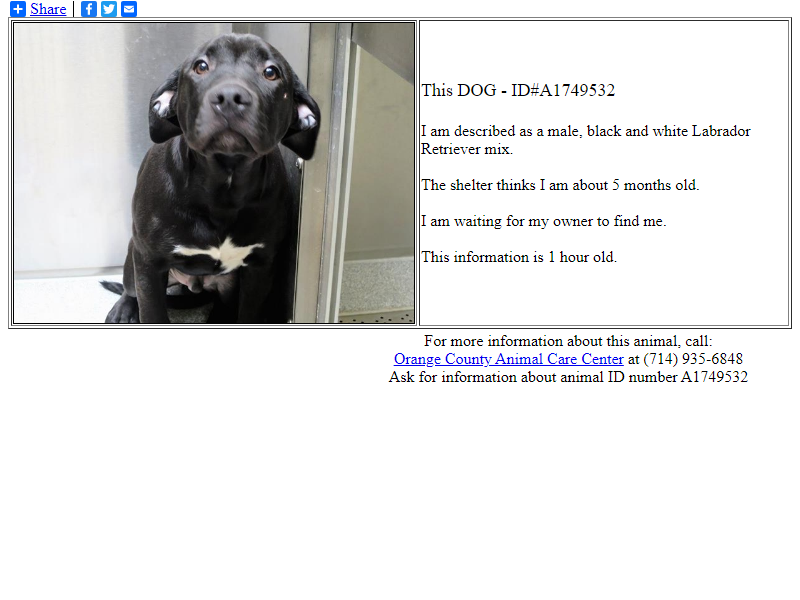 Share |
This DOG - ID#A1749532
I am described as a male, black and white Labrador
Retriever mix.
The shelter thinks I am about 5 months old.
I am waiting for my owner to find me.
This information is 1 hour old.
For more information about this animal, call:
Orange County Animal Care Center at (714) 935-6848
Ask for information about animal ID number A1749532